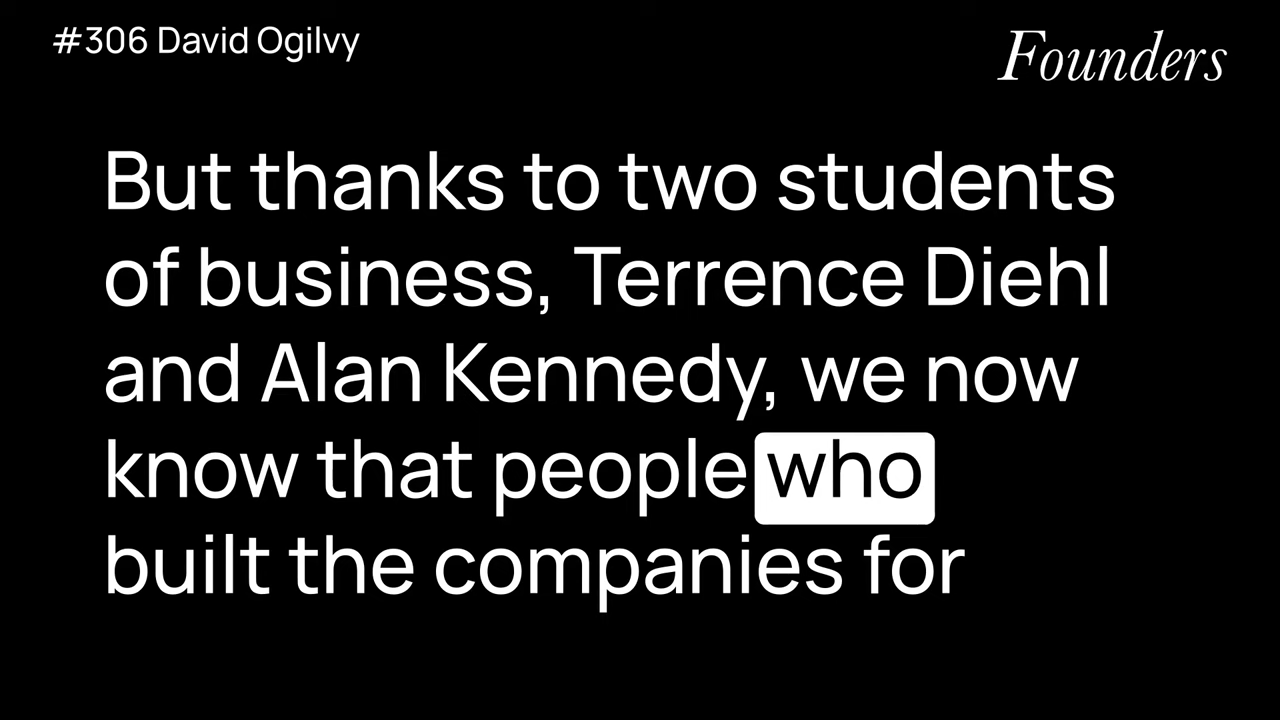 #306 David Ogilvy
Founders
But thanks to two students
of business, Terrence Diehl
and Alan Kennedy, we now
know that people who
built the companies for